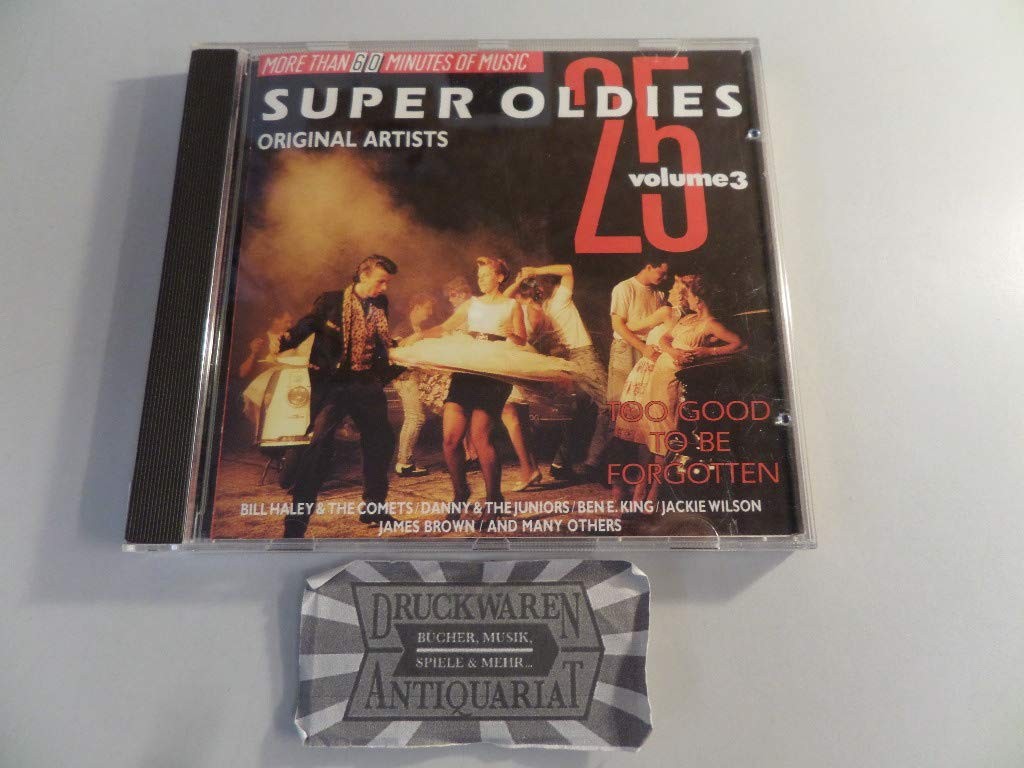 MORE THAN 60 MINUTES OF MUSIC
25
SUPER OLDIES
ORIGINAL ARTISTS
volume3
TOO GOOD
TO BE
FORGOTTEN
BILL HALEY & THE COMETS/DANNY & THE JUNIORS/BEN E. KING/JACKIE WILSON
JAMES BROWN/AND MANY OTHERS
DRUCKWAREN
BÜCHER, MUSIK,
SPIELE & MEHR...
ANTIQUARIAT